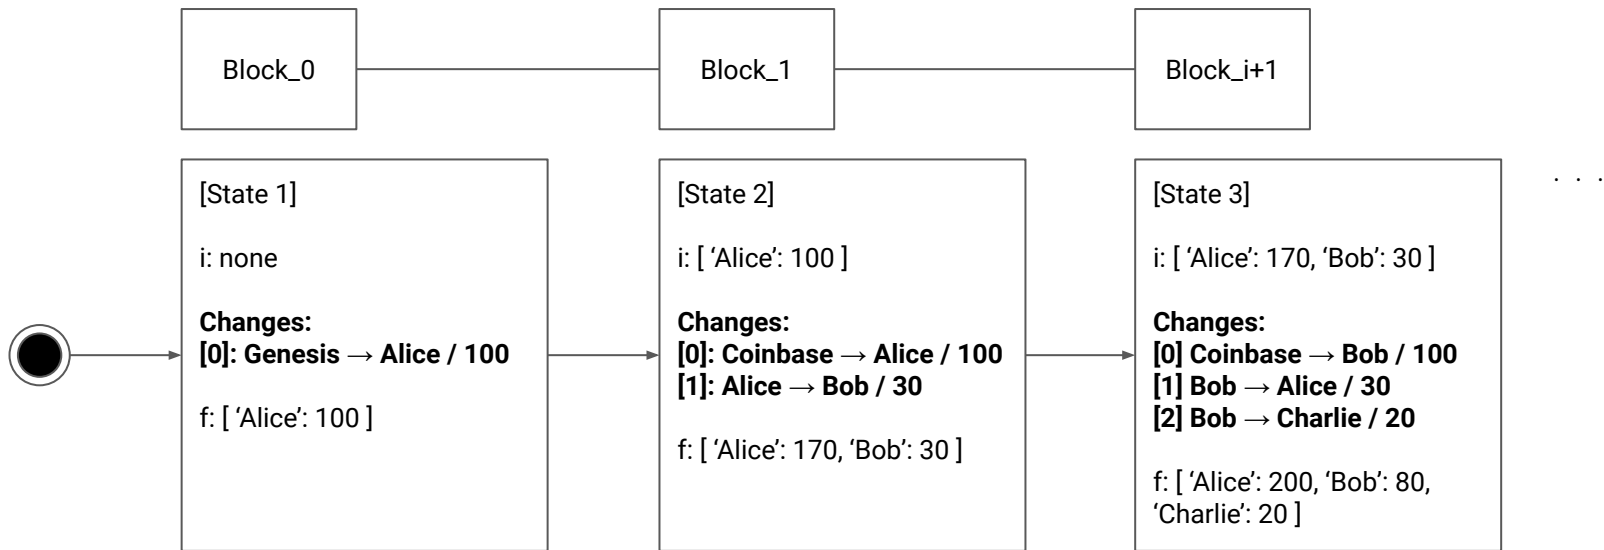 Block_0
Block_1
Block_i+1
[State 1]
i: none
Changes:
[0]: Genesis → Alice / 100
f: [ ‘Alice’: 100 ]
[State 2]
i: [ ‘Alice’: 100 ]
Changes:
[0]: Coinbase → Alice / 100
[1]: Alice → Bob / 30
f: [ ‘Alice’: 170, ‘Bob’: 30 ]
[State 3]
i: [ ‘Alice’: 170, ‘Bob’: 30 ]
Changes:
[0] Coinbase → Bob / 100
[1] Bob → Alice / 30
[2] Bob → Charlie / 20
f: [ ‘Alice’: 200, ‘Bob’: 80,
‘Charlie’: 20 ]
. . .